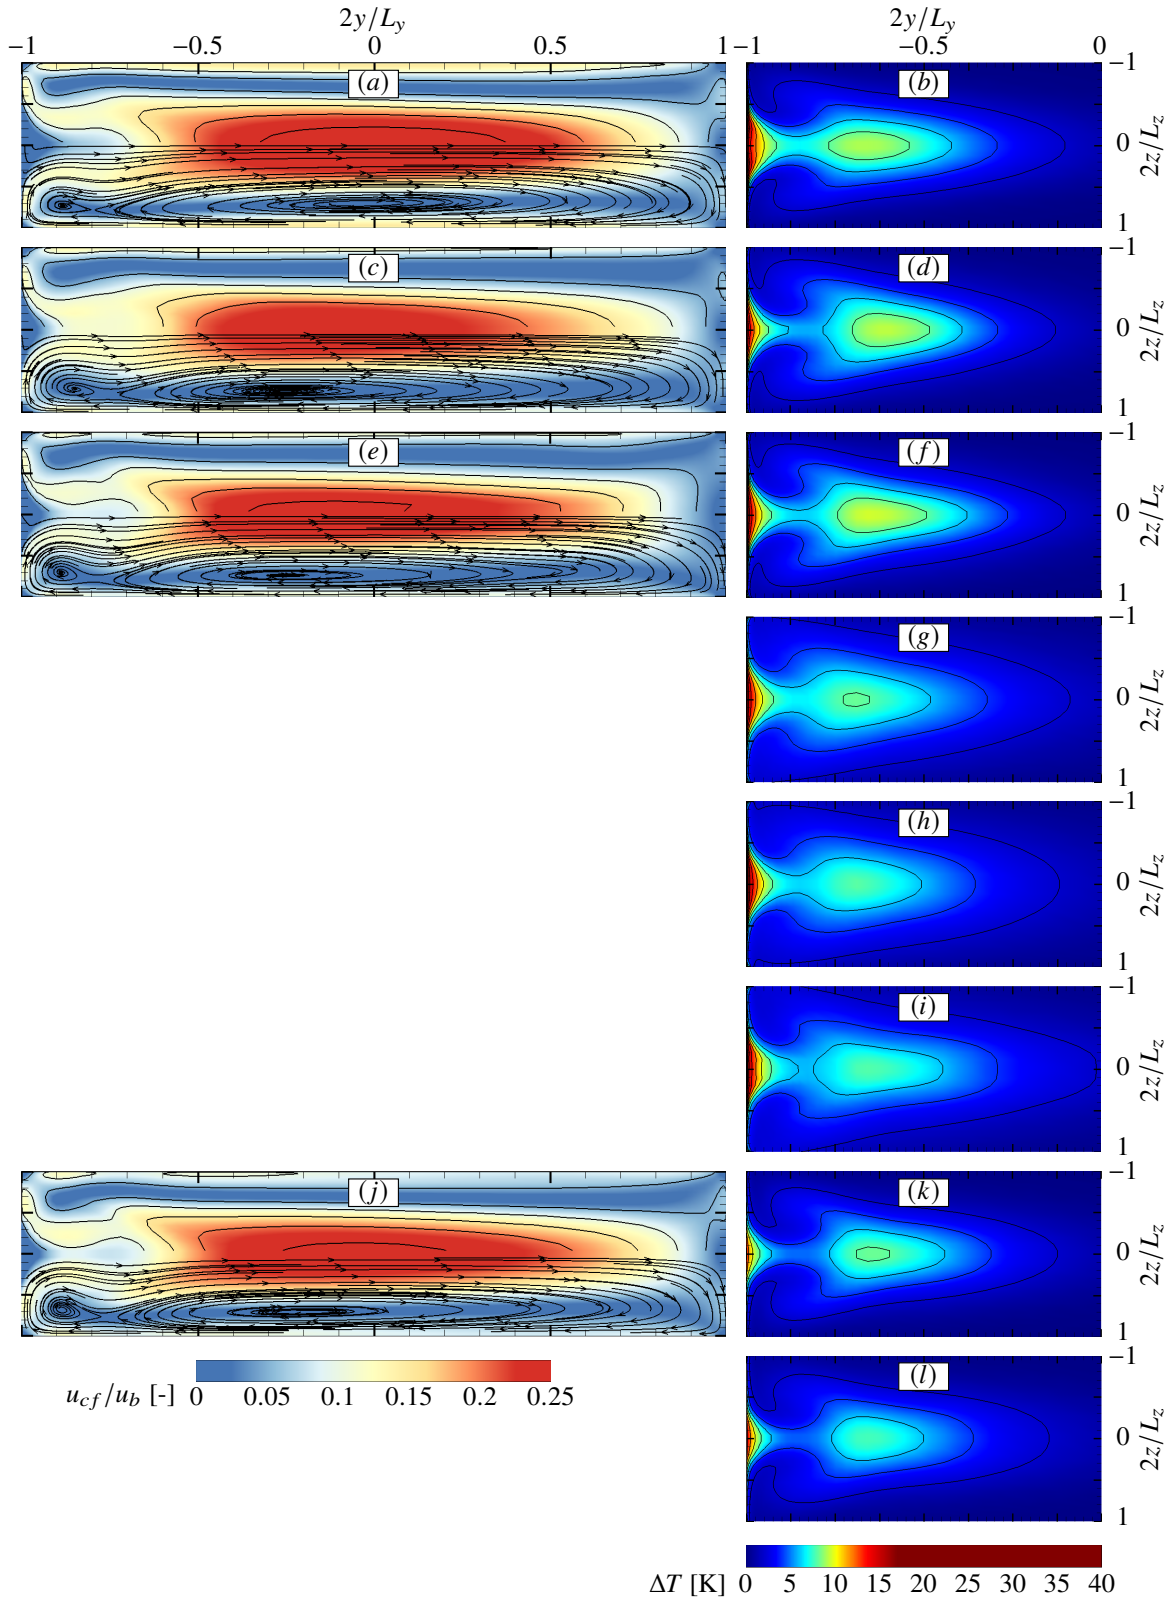 2y/L_y 2y/L_y
−1 −0.5 0 0.5 1 −1 −0.5 0
(a) (b) −1 0 1 2z/L_z
(c) (d) −1 0 1 2z/L_z
(e) (f) −1 0 1 2z/L_z
(g) −1 0 1 2z/L_z
(h) −1 0 1 2z/L_z
(i) −1 0 1 2z/L_z
(j) (k) −1 0 1 2z/L_z
(l) −1 0 1 2z/L_z
u_{cf}/u_b [-] 0 0.05 0.1 0.15 0.2 0.25
ΔT [K] 0 5 10 15 20 25 30 35 40